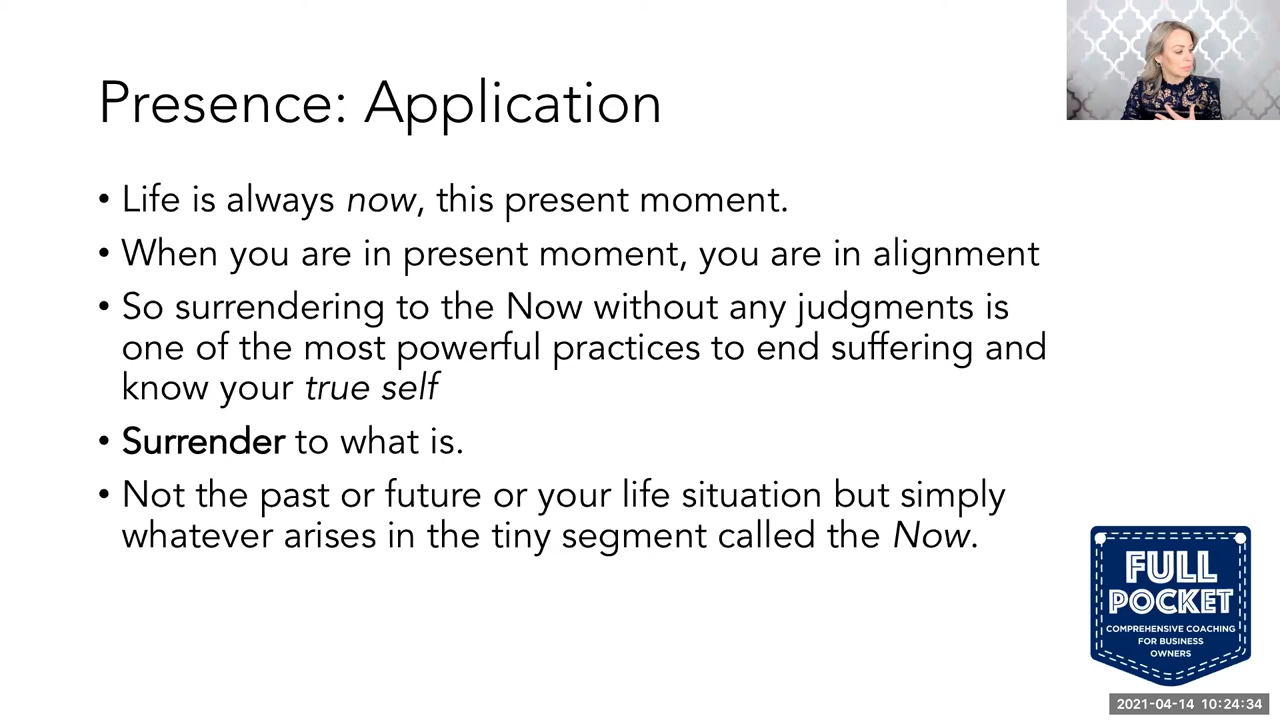 Presence: Application
• Life is always now, this present moment.
• When you are in present moment, you are in alignment
• So surrendering to the Now without any judgments is
one of the most powerful practices to end suffering and
know your true self
• Surrender to what is.
• Not the past or future or your life situation but simply
whatever arises in the tiny segment called the Now.
FULL
POCKET
COMPREHENSIVE COACHING
FOR BUSINESS
OWNERS
2021-04-14 10:24:34